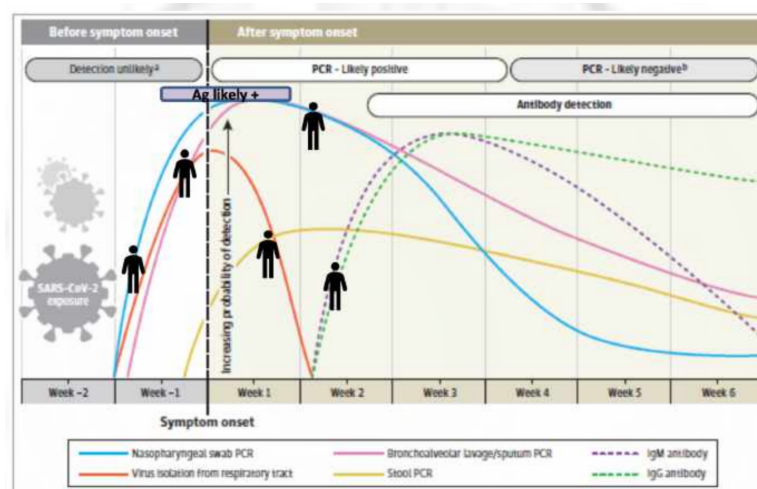 Before symptom onset
After symptom onset
Detection unlikelyᵃ
PCR - Likely positive
PCR - Likely negativeᵇ
Ag likely +
Antibody detection
SARS-CoV-2
exposure
Increasing probability of detection
Week -2
Week -1
Week 1
Week 2
Week 3
Week 4
Week 5
Week 6
Symptom onset
Nasopharyngeal swab PCR
Virus isolation from respiratory tract
Bronchoalveolar lavage/sputum PCR
Stool PCR
IgM antibody
IgG antibody